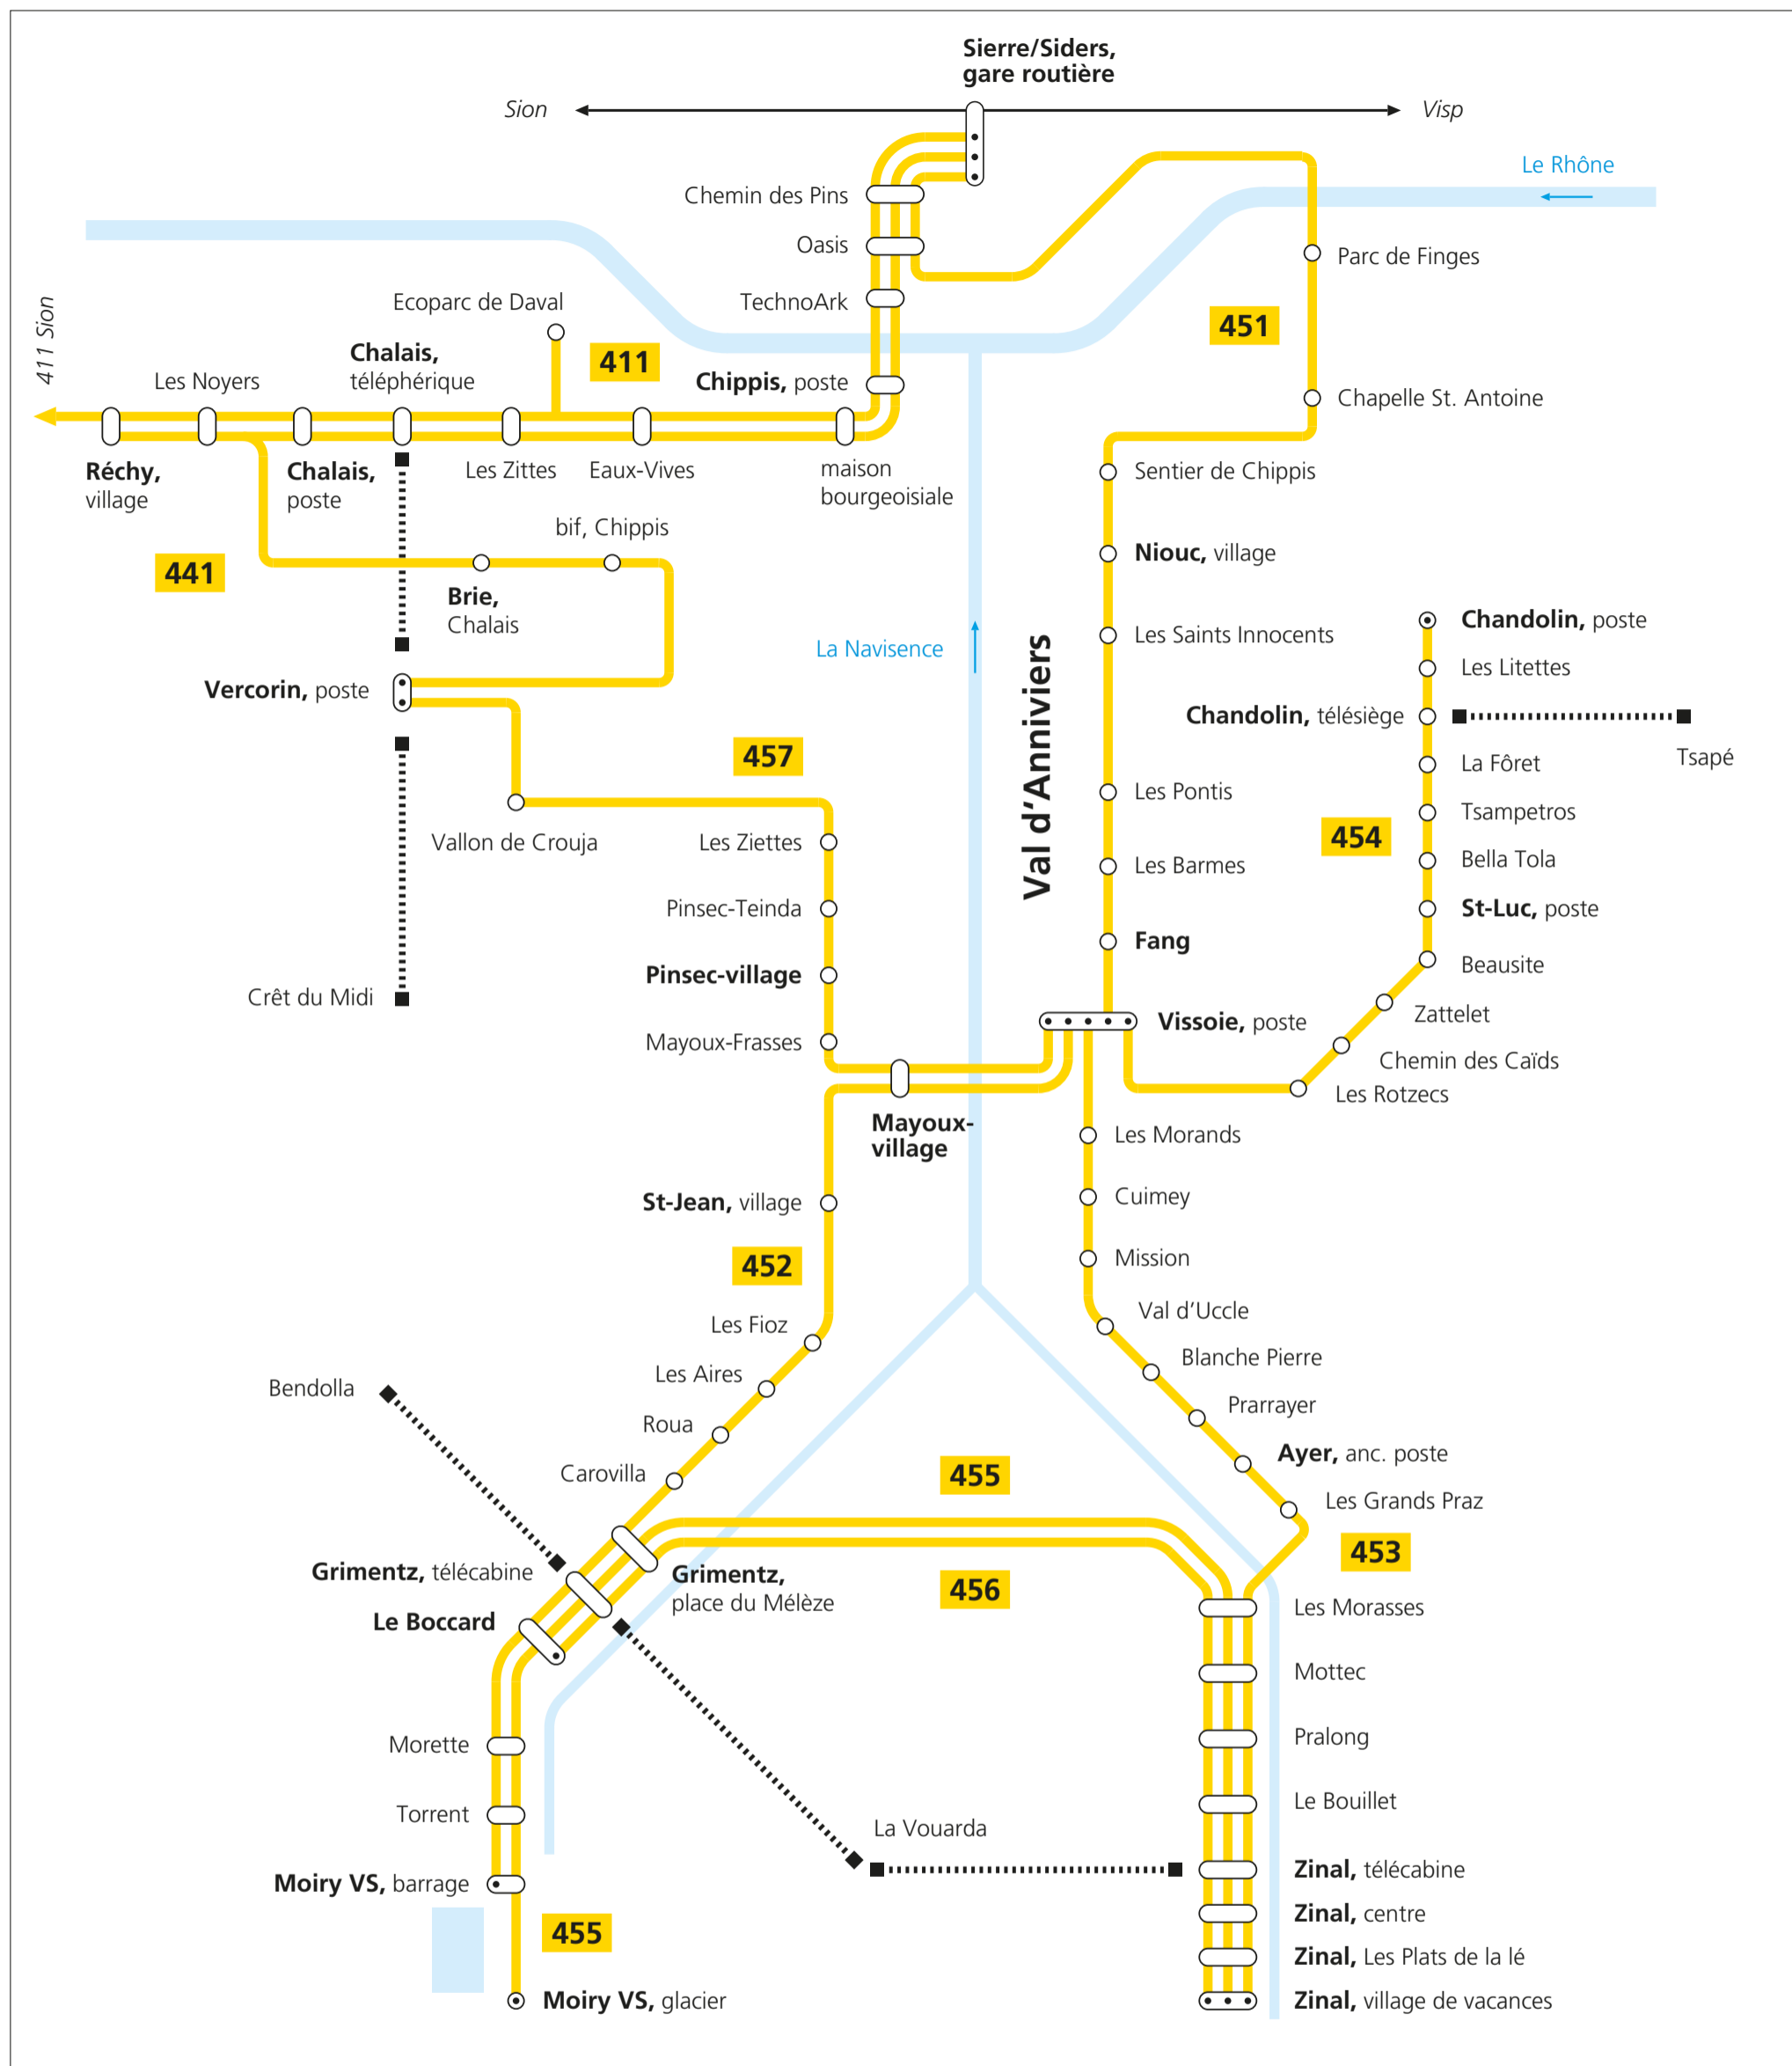 Sierre/Siders,
gare routière
Sion
Visp
Le Rhône
Chemin des Pins
Oasis
Parc de Finges
TechnoArk
Ecoparc de Daval
411 Sion
451
Chalais,
téléphérique
411
Les Noyers
Chippis, poste
Chapelle St. Antoine
Réchy,
village
Chalais,
poste
Les Zittes
Eaux-Vives
maison
bourgeoisiale
Sentier de Chippis
bif, Chippis
Niouc, village
441
Brie,
Chalais
Chandolin, poste
Les Saints Innocents
La Navisence
Les Litettes
Vercorin, poste
Val d’Anniviers
Chandolin, télésiège
Tsapé
457
La Fôret
Les Pontis
Tsampetros
454
Vallon de Crouja
Les Ziettes
Bella Tola
Les Barmes
Pinsec-Teinda
St-Luc, poste
Fang
Beausite
Pinsec-village
Crêt du Midi
Zattelet
Vissoie, poste
Mayoux-Frasses
Chemin des Caïds
Les Rotzecs
Mayoux-
village
Les Morands
St-Jean, village
Cuimey
452
Mission
Val d’Uccle
Les Fioz
Blanche Pierre
Les Aires
Bendolla
Prarrayer
Roua
Ayer, anc. poste
Carovilla
455
Les Grands Praz
453
Grimentz, télécabine
Grimentz,
place du Mélèze
456
Le Boccard
Les Morasses
Mottec
Morette
Pralong
Torrent
Le Bouillet
La Vouarda
Moiry VS, barrage
Zinal, télécabine
Zinal, centre
455
Zinal, Les Plats de la lé
Moiry VS, glacier
Zinal, village de vacances